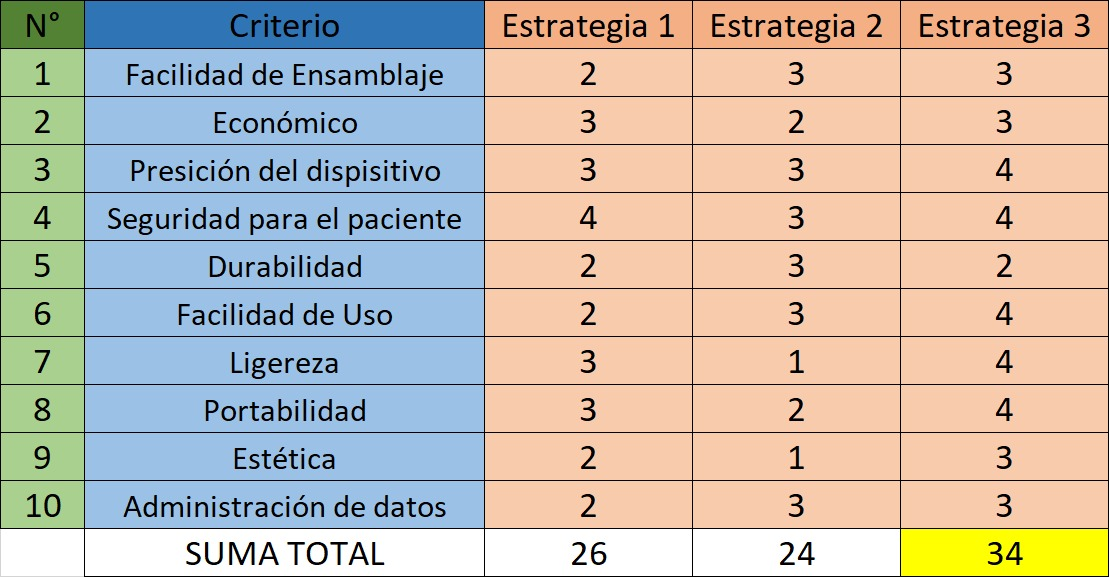 N° Criterio Estrategia 1 Estrategia 2 Estrategia 3
1 Facilidad de Ensamblaje 2 3 3
2 Económico 3 2 3
3 Presición del dispisitivo 3 3 4
4 Seguridad para el paciente 4 3 4
5 Durabilidad 2 3 2
6 Facilidad de Uso 2 3 4
7 Ligereza 3 1 4
8 Portabilidad 3 2 4
9 Estética 2 1 3
10 Administración de datos 2 3 3
SUMA TOTAL 26 24 34